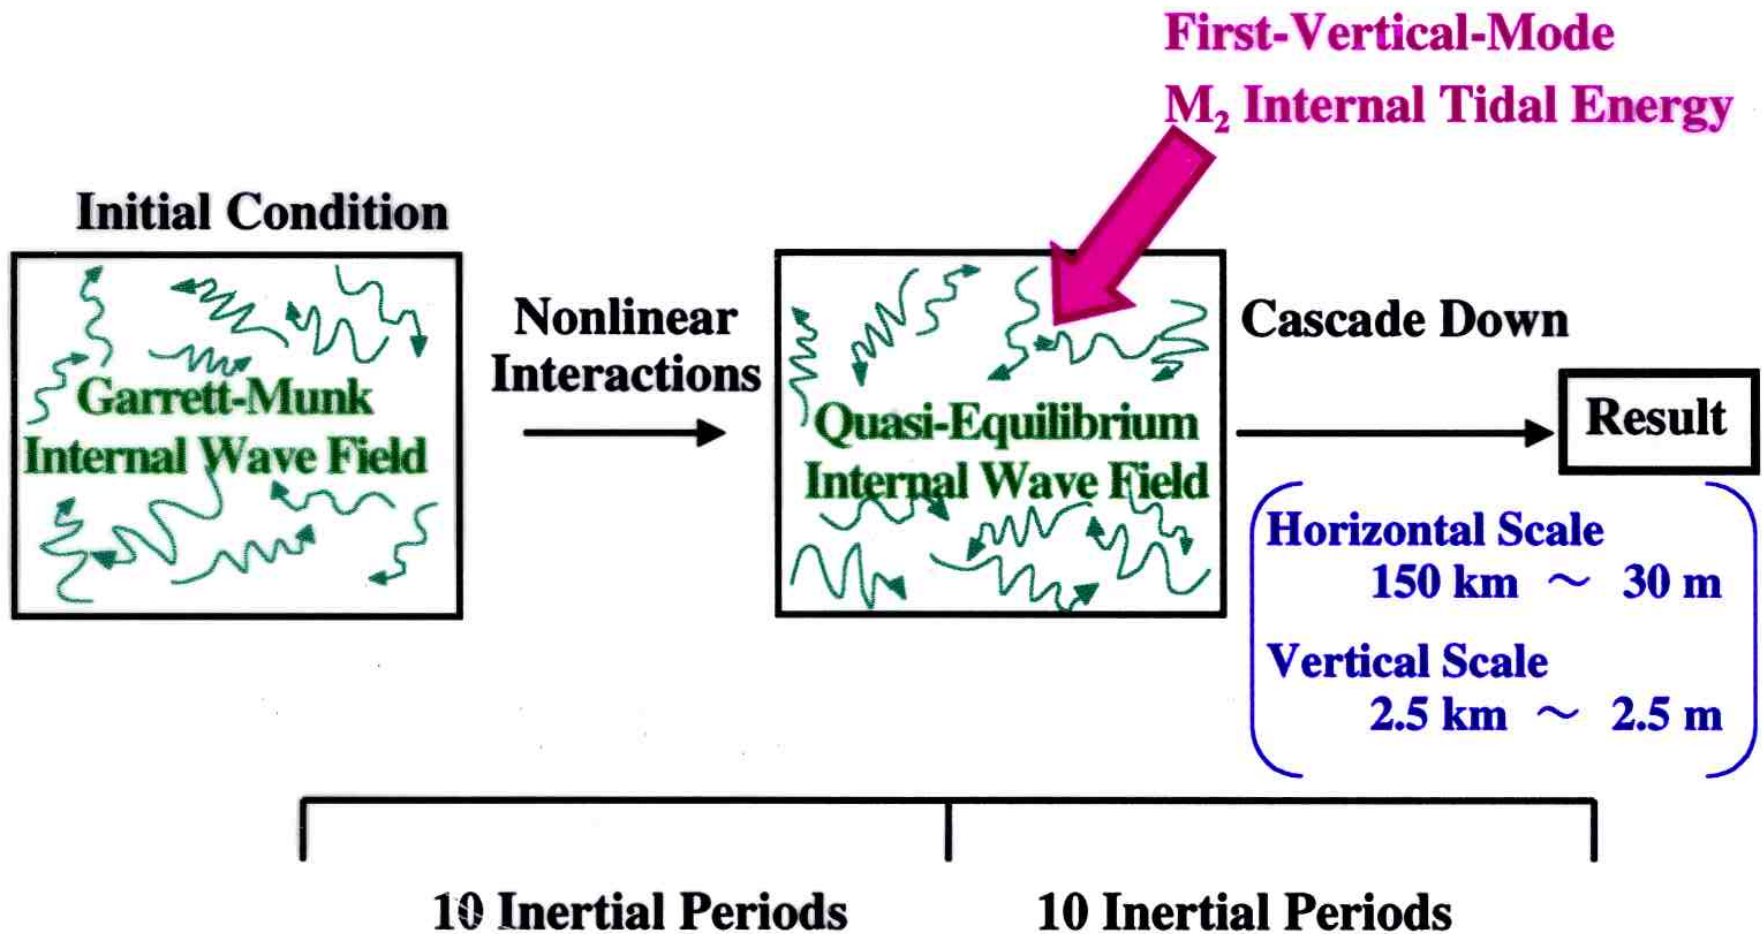 First-Vertical-Mode
M₂ Internal Tidal Energy
Initial Condition
Garrett-Munk
Internal Wave Field
Nonlinear
Interactions
Quasi-Equilibrium
Internal Wave Field
Cascade Down
Result
Horizontal Scale
150 km ~ 30 m
Vertical Scale
2.5 km ~ 2.5 m
10 Inertial Periods
10 Inertial Periods